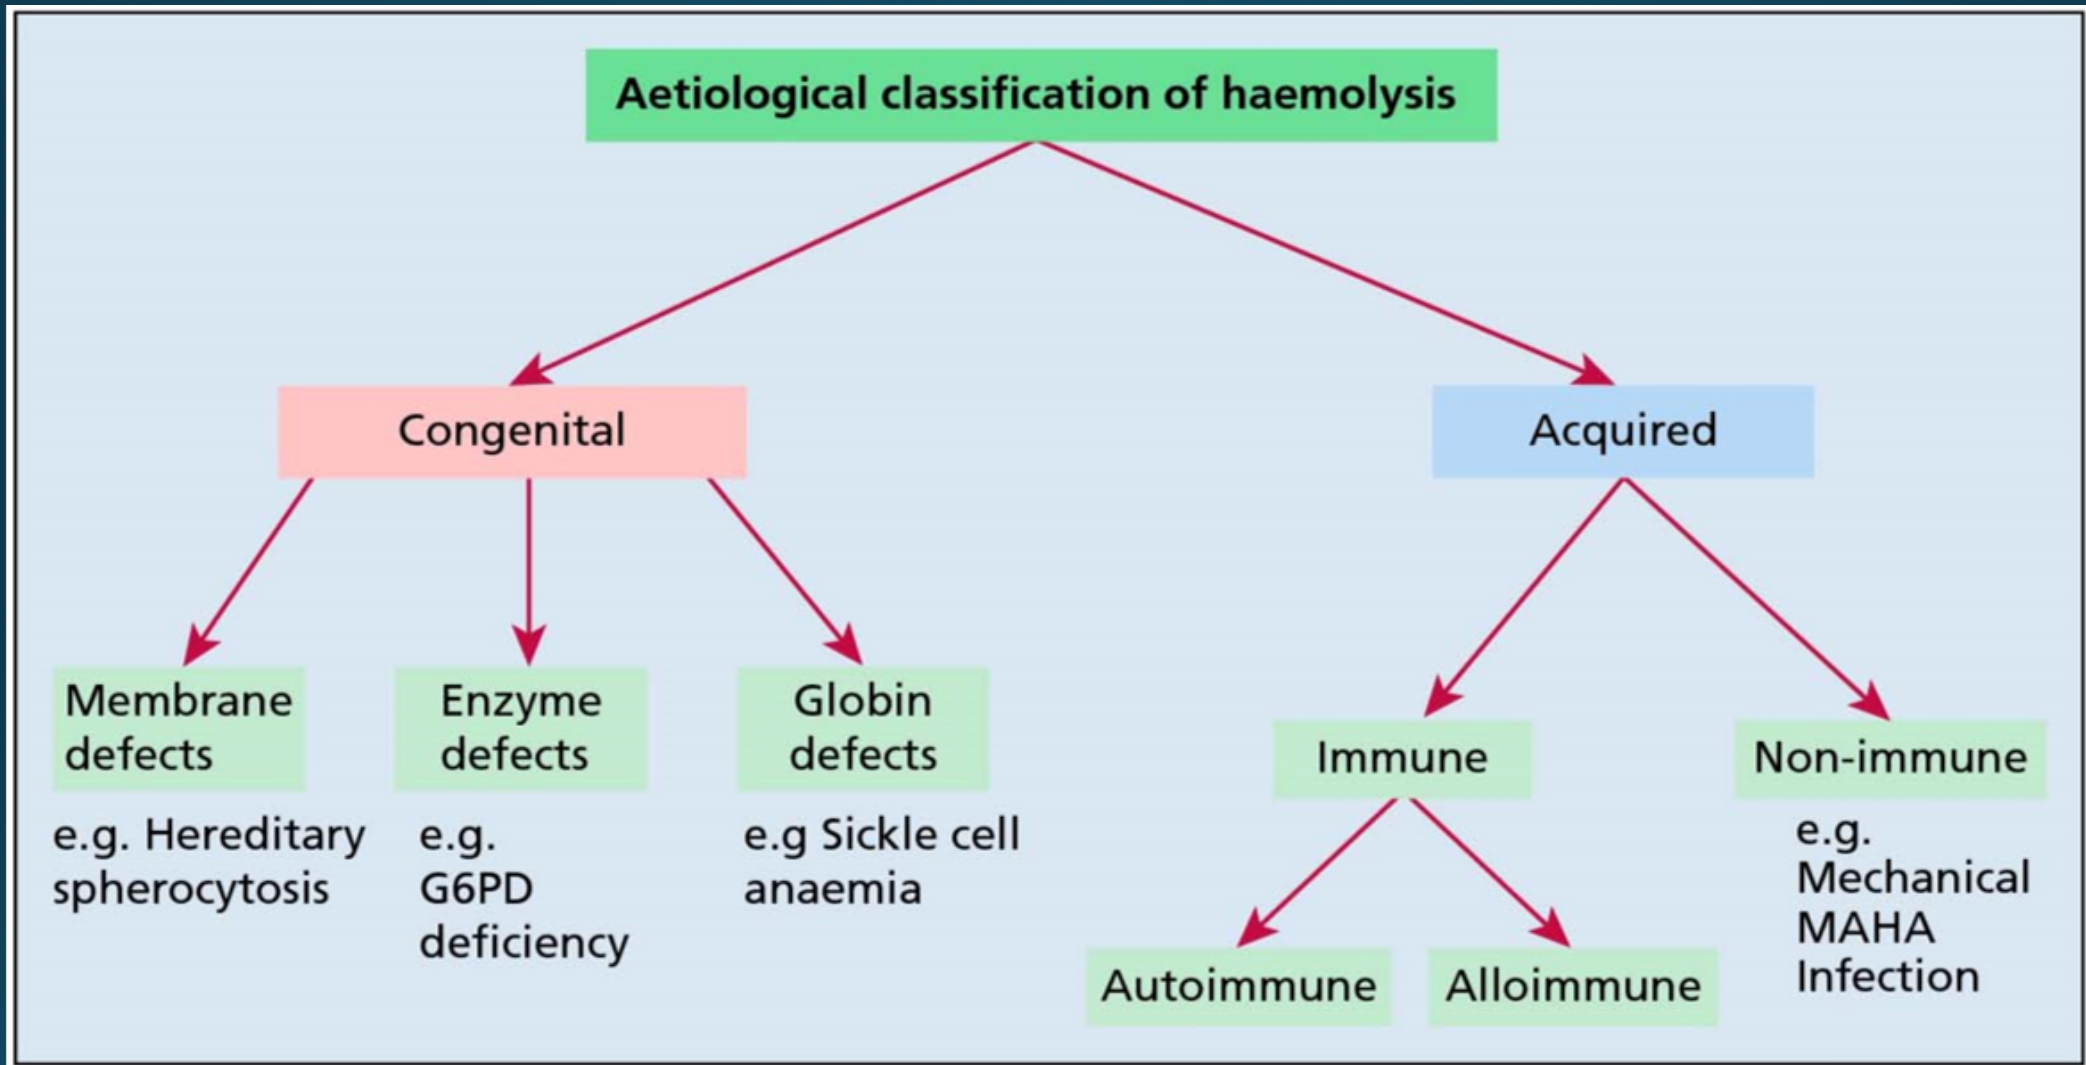 Aetiological classification of haemolysis
Congenital
Acquired
Membrane
defects
Enzyme
defects
Globin
defects
e.g. Hereditary
spherocytosis
e.g.
G6PD
deficiency
e.g Sickle cell
anaemia
Immune
Non-immune
e.g.
Mechanical
MAHA
Infection
Autoimmune
Alloimmune